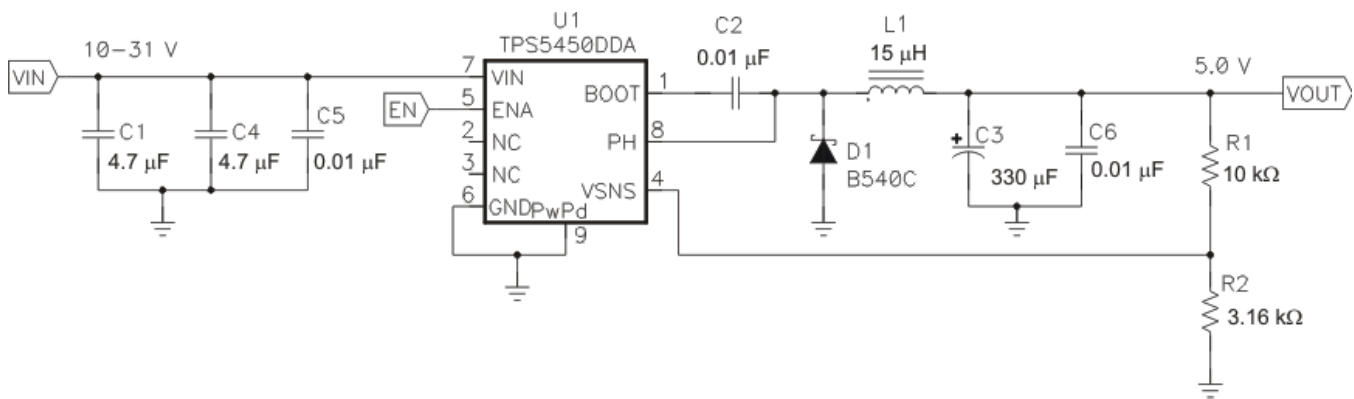 U1
TPS5450DDA
10-31 V
VIN
C1
4.7 µF
C4
4.7 µF
C5
0.01 µF
EN
7
VIN
5
ENA
2
NC
3
NC
6
GND
PwPd
9
BOOT
1
PH
8
VSNS
4
C2
0.01 µF
L1
15 µH
D1
B540C
+
C3
330 µF
C6
0.01 µF
5.0 V
VOUT
R1
10 kΩ
R2
3.16 kΩ